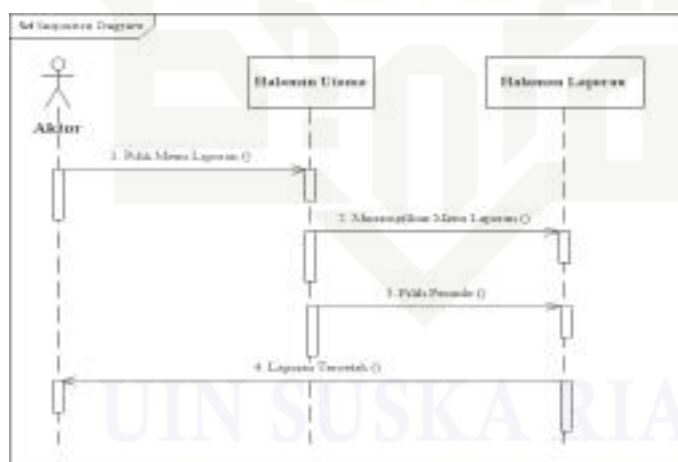 Sd Sequence Diagram
Halaman Utama
Halaman Laporan
Aktor
1. Pilih Menu Laporan ()
2. Menampilkan Menu Laporan ()
3. Pilih Periode ()
4. Laporan Tercetak ()
UIN SUSKA RIA